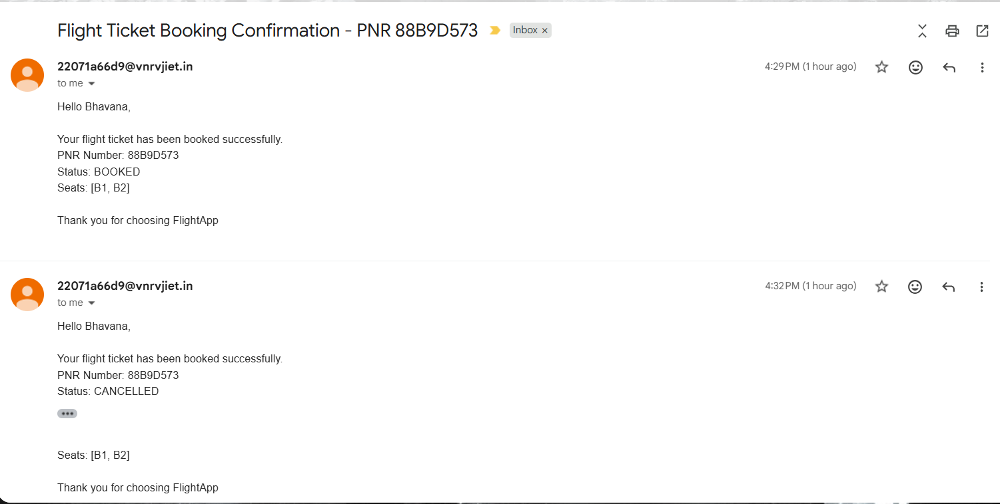 Flight Ticket Booking Confirmation - PNR 88B9D573 Inbox ×
22071a66d9@vnrvjiet.in 4:29 PM (1 hour ago)
to me
Hello Bhavana,
Your flight ticket has been booked successfully.
PNR Number: 88B9D573
Status: BOOKED
Seats: [B1, B2]
Thank you for choosing FlightApp
22071a66d9@vnrvjiet.in 4:32 PM (1 hour ago)
to me
Hello Bhavana,
Your flight ticket has been booked successfully.
PNR Number: 88B9D573
Status: CANCELLED
Seats: [B1, B2]
Thank you for choosing FlightApp